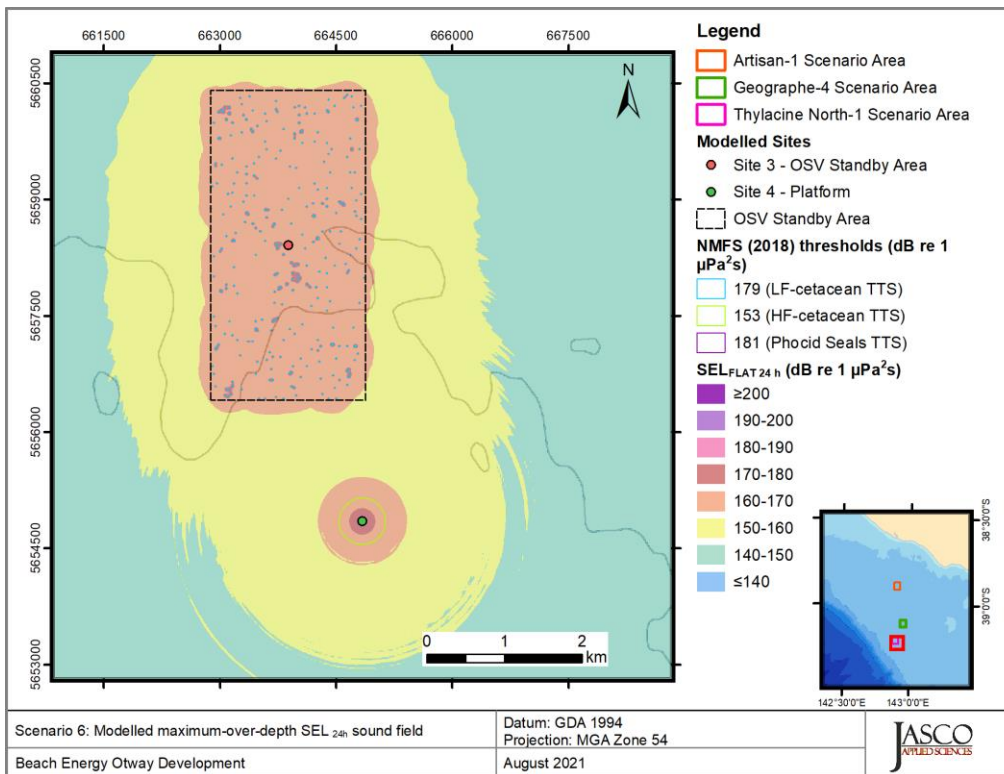 661500 663000 664500 666000 667500
5660500
5659000
5657500
5656000
5654500
5653000
N
0 1 2
km
Legend
Artisan-1 Scenario Area
Geographe-4 Scenario Area
Thylacine North-1 Scenario Area
Modelled Sites
Site 3 - OSV Standby Area
Site 4 - Platform
OSV Standby Area
NMFS (2018) thresholds (dB re 1
µPa²s)
179 (LF-cetacean TTS)
153 (HF-cetacean TTS)
181 (Phocid Seals TTS)
SEL FLAT 24 h (dB re 1 µPa²s)
≥200
190-200
180-190
170-180
160-170
150-160
140-150
≤140
38°30'0"S
39°0'0"S
142°30'0"E 143°0'0"E
Scenario 6: Modelled maximum-over-depth SEL 24h sound field
Datum: GDA 1994
Projection: MGA Zone 54
Beach Energy Otway Development
August 2021
JASCO
APPLIED SCIENCES